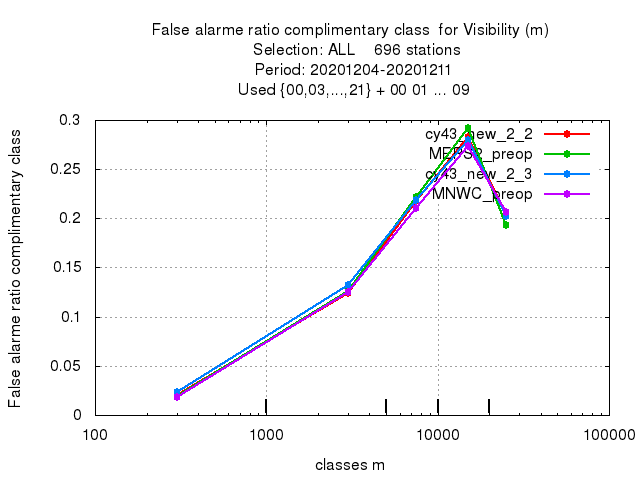 False alarme ratio complimentary class for Visibility (m)
Selection: ALL 696 stations
Period: 20201204-20201211
Used {00,03,...,21} + 00 01 ... 09
False alarme ratio complimentary class
0.3
0.25
0.2
0.15
0.1
0.05
0
cy43_new_2_2
MEPS2_preop
cy43_new_2_3
MNWC_preop
100
1000
10000
100000
classes m